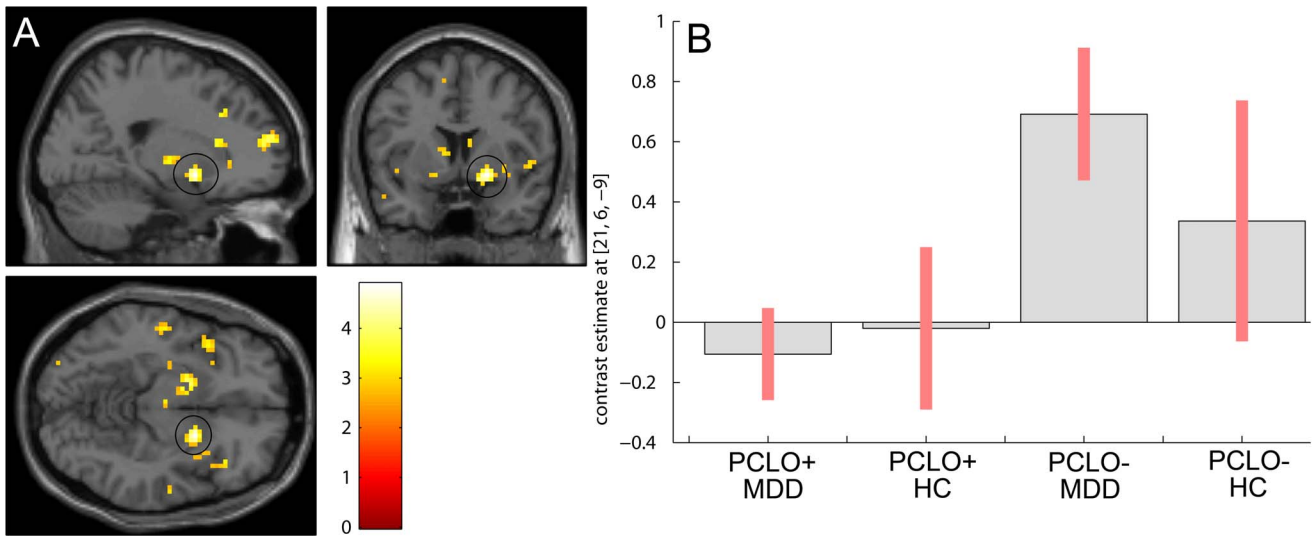 A
4
3
2
1
0
B
contrast estimate at [21, 6, −9]
1
0.8
0.6
0.4
0.2
0
−0.2
−0.4
PCLO+
MDD
PCLO+
HC
PCLO-
MDD
PCLO-
HC